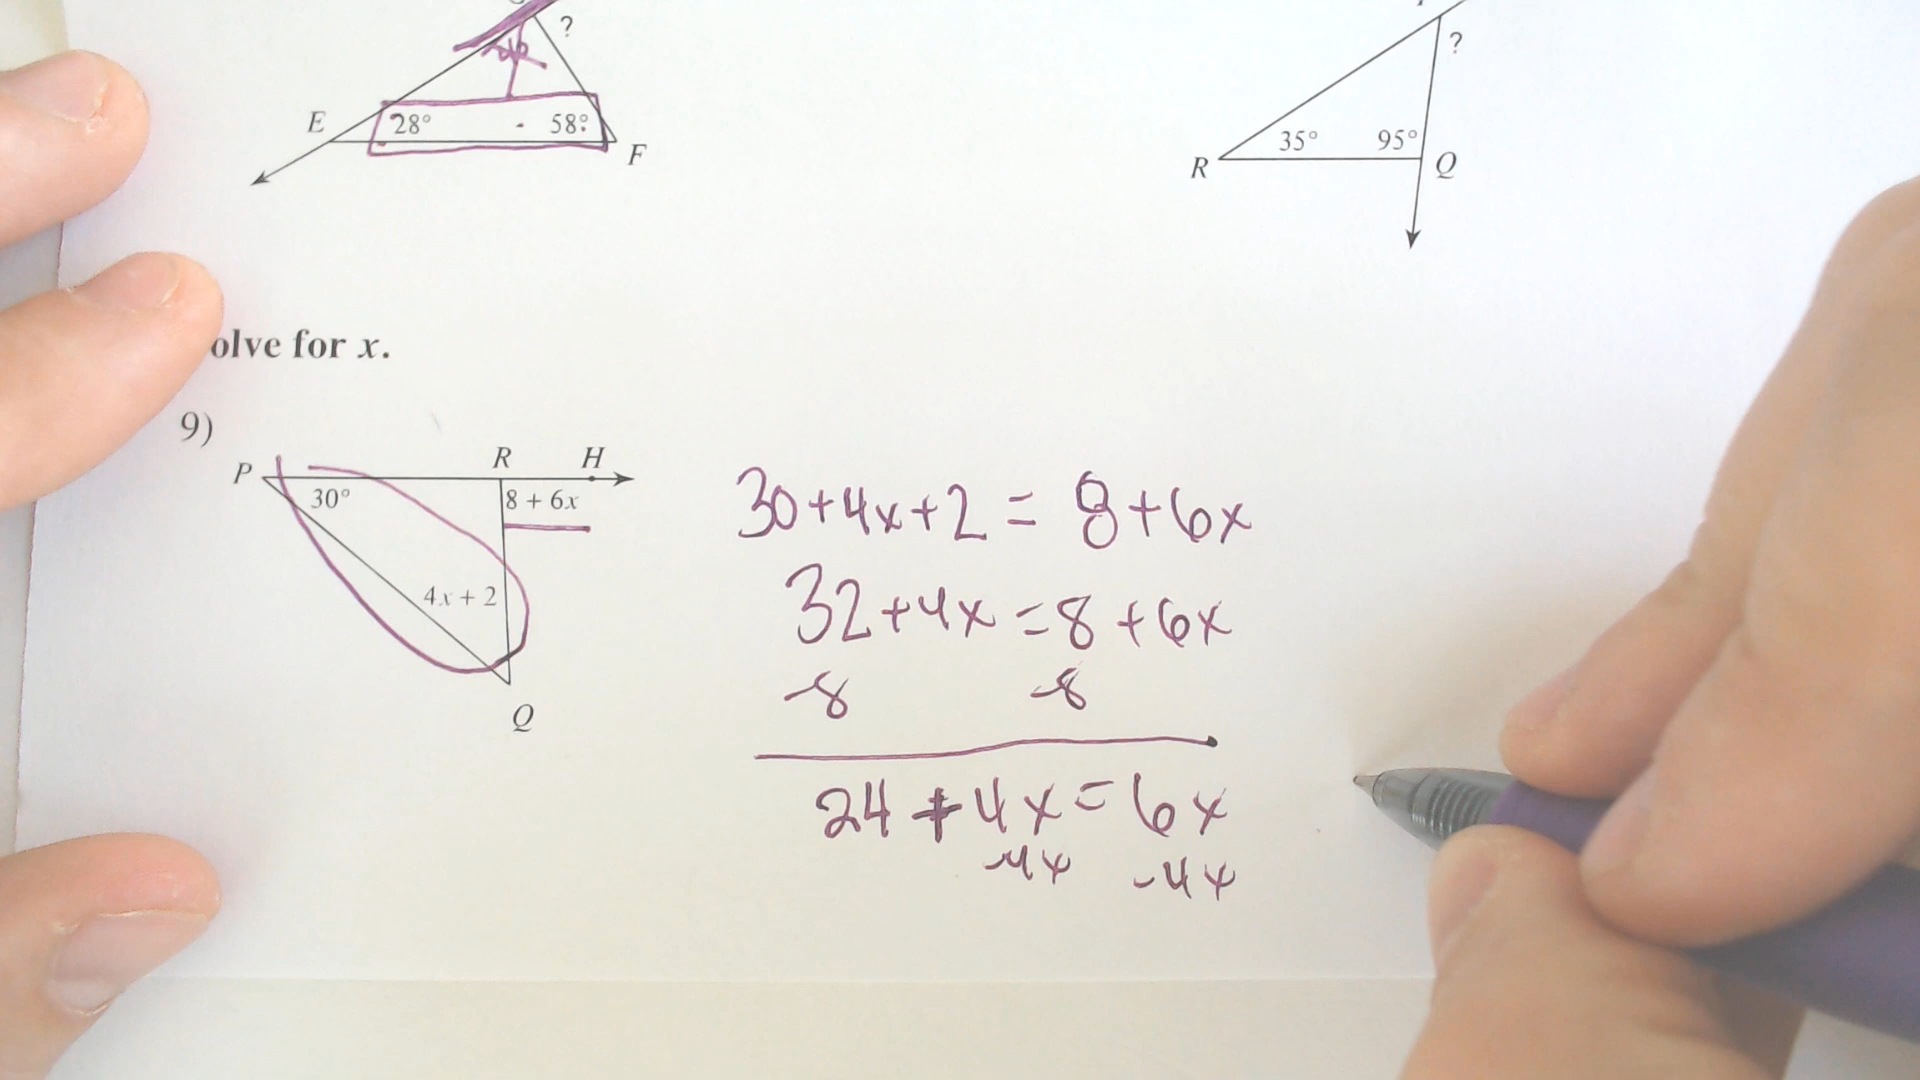 ?
?
E
28°
58°
F
35°
95°
R
Q
olve for x.
9)
P
R
H
30°
8 + 6x
4x + 2
Q
30+4x+2 = 8+6x
32+4x = 8+6x
-8 -8
24 + 4x = 6x
-4x -4x